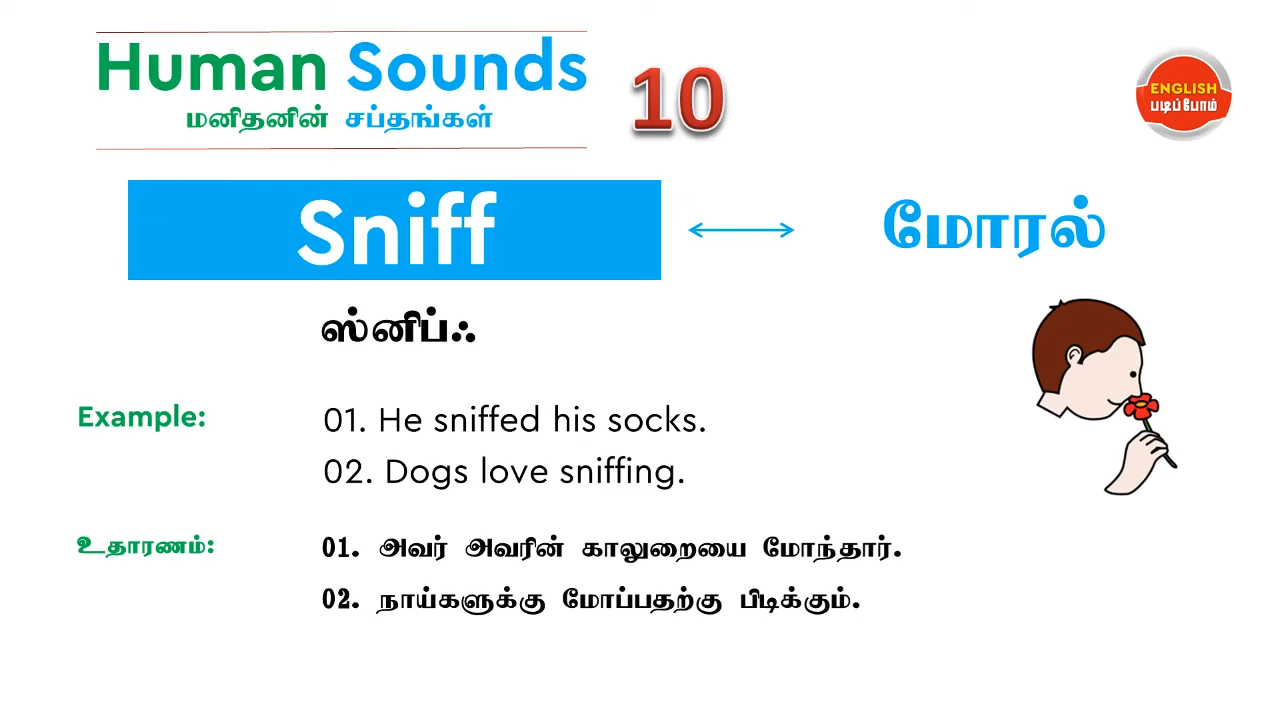 Human Sounds
மனிதனின் சப்தங்கள்
10
ENGLISH
படிப்போம்
Sniff
மோரல்
ஸ்னிப்ஃ
Example:
01. He sniffed his socks.
02. Dogs love sniffing.
உதாரணம்:
01. அவர் அவரின் காலுறையை மோந்தார்.
02. நாய்களுக்கு மோப்பதற்கு பிடிக்கும்.